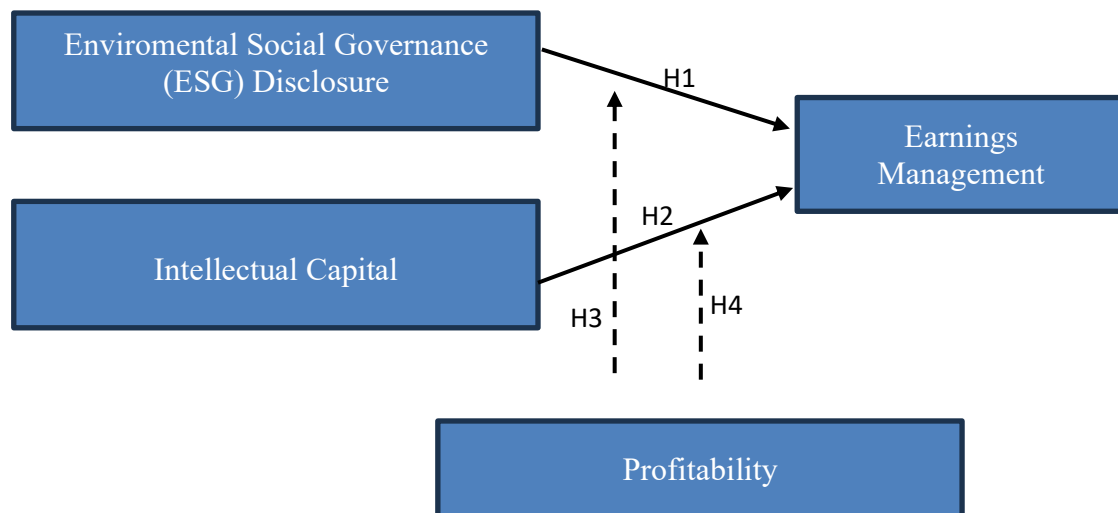 Enviromental Social Governance
(ESG) Disclosure
H1
Earnings
Management
H2
Intellectual Capital
H3
H4
Profitability